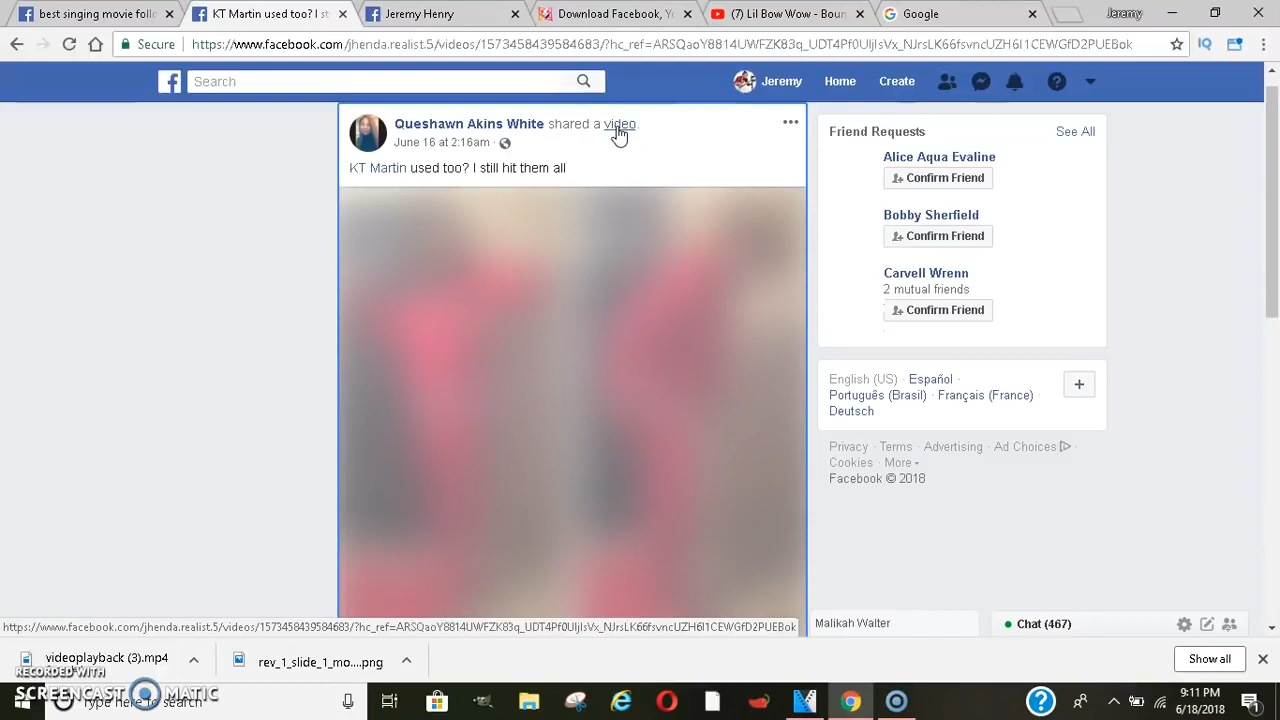 best singing movie follo
KT Martin used too? I st
Jeremy Henry
Download Facebook, Y
(7) Lil Bow Wow - Boun
Google
Jeremy
Secure
https://www.facebook.com/jhenda.realist.5/videos/1573458439584683/?hc_ref=ARSQaoY8814UWFZK83q_UDT4Pf0UljlsVx_NJrsLK66fsvncUZH6I1CEWGfD2PUEBok
Search
Jeremy Home Create
Queshawn Akins White shared a video
June 16 at 2:16am
KT Martin used too? I still hit them all
Friend Requests See All
Alice Aqua Evaline
Confirm Friend
Bobby Sherfield
Confirm Friend
Carvell Wrenn
2 mutual friends
Confirm Friend
English (US) · Español ·
Português (Brasil) · Français (France) ·
Deutsch
Privacy · Terms · Advertising · Ad Choices ·
Cookies · More
Facebook © 2018
Malikah Walter
Chat (467)
https://www.facebook.com/jhenda.realist.5/videos/1573458439584683/?hc_ref=ARSQaoY8814UWFZK83q_UDT4Pf0UljlsVx_NJrsLK66fsvncUZH6I1CEWGfD2PUEBok
videoplayback (3).mp4
rev_1_slide_1_mo....png
Show all
RECORDED WITH
SCREENCAST MATIC
Type here to search
9:11 PM
6/18/2018